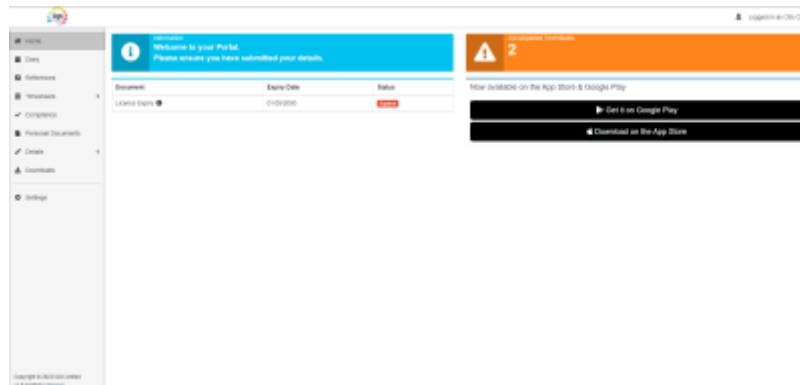 Logged in as
Home
Diary
References
Timesheets
Compliance
Personal Documents
Details
Downloads
Settings
Information
Welcome to your Portal.
Please ensure you have submitted your details.
Uncompleted Timesheets
2
Document Expiry Date Status
Licence Expiry Expired
Now available on the App Store & Google Play
Get it on Google Play
Download on the App Store